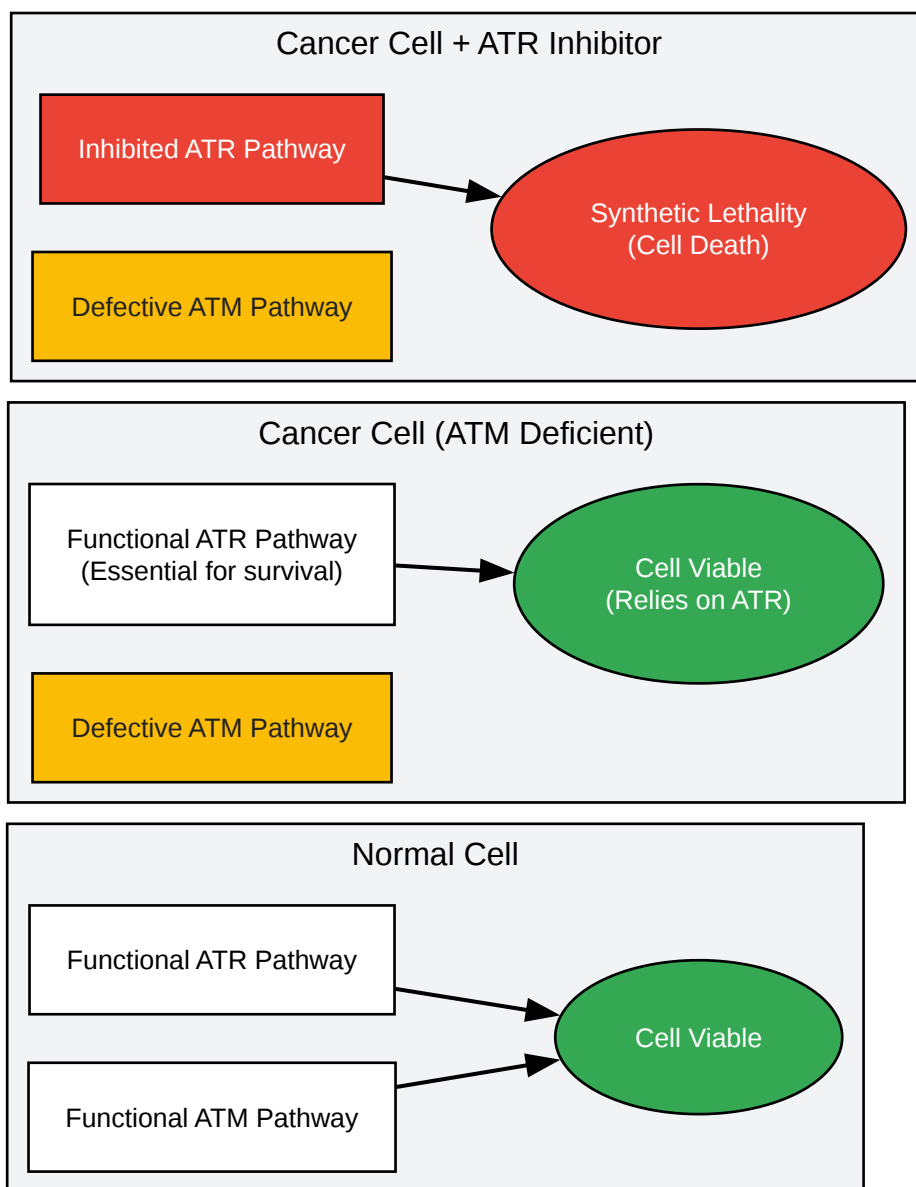 Cancer Cell + ATR Inhibitor
Inhibited ATR Pathway
Synthetic Lethality
(Cell Death)
Defective ATM Pathway
Cancer Cell (ATM Deficient)
Functional ATR Pathway
(Essential for survival)
Cell Viable
(Relies on ATR)
Defective ATM Pathway
Normal Cell
Functional ATR Pathway
Cell Viable
Functional ATM Pathway